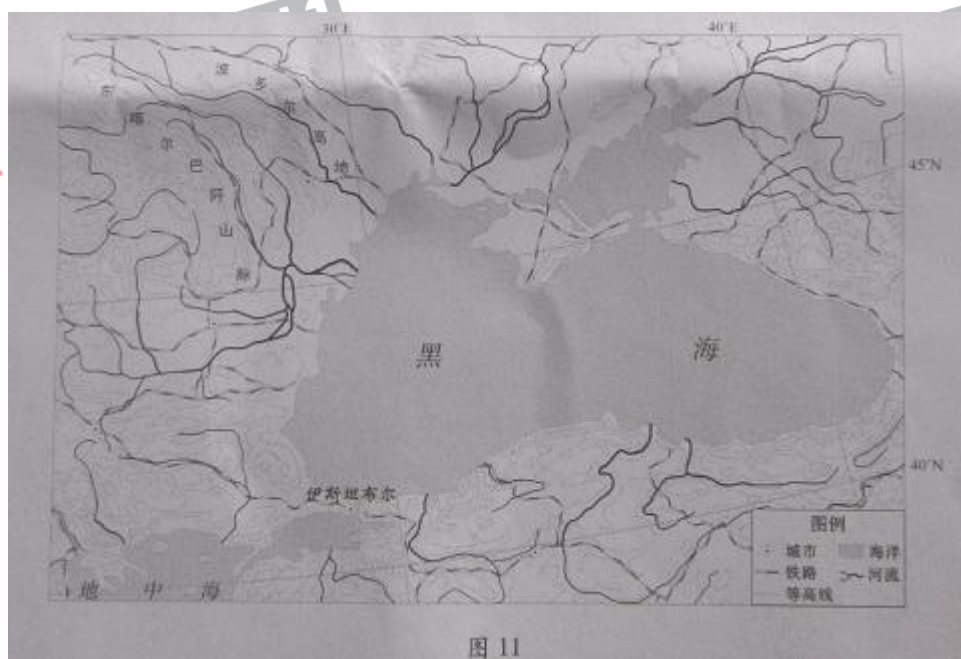 30°E
40°E
波多尔高地
东喀尔巴阡山脉
45°N
黑海
40°N
伊斯坦布尔
地中海
图例
城市
海洋
铁路
河流
等高线
图 11